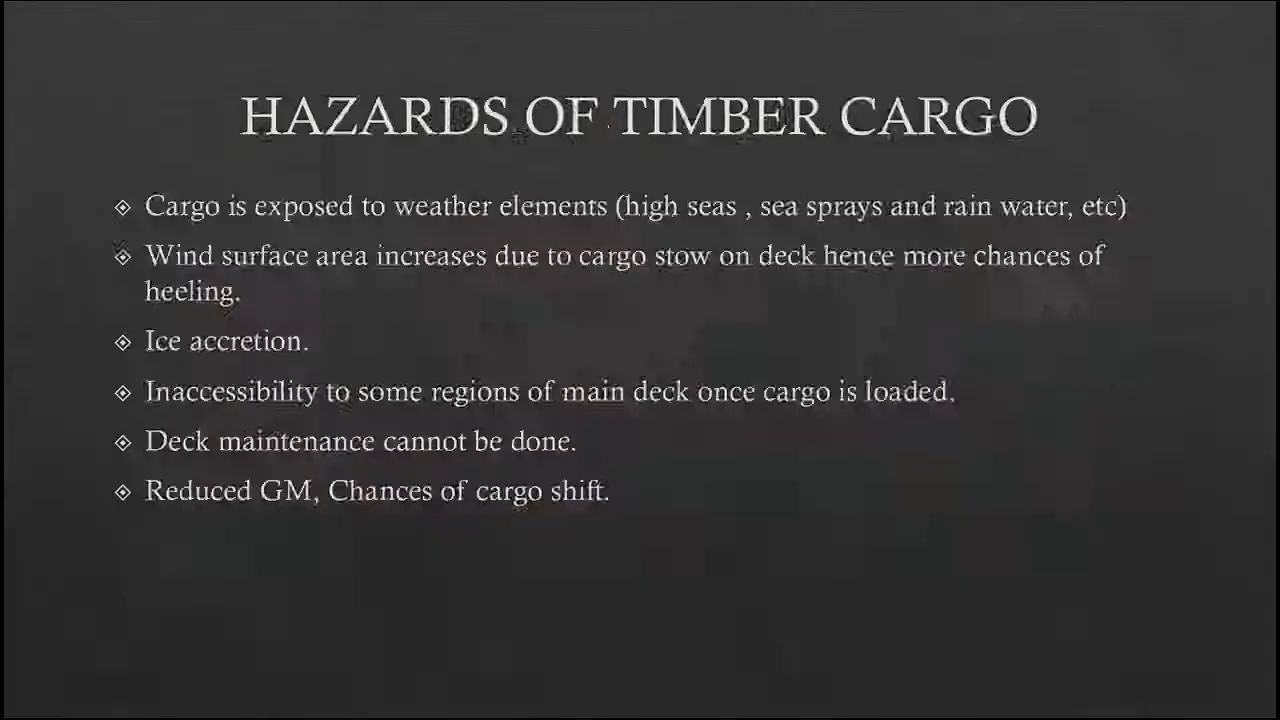 HAZARDS OF TIMBER CARGO
Cargo is exposed to weather elements (high seas , sea sprays and rain water, etc)
Wind surface area increases due to cargo stow on deck hence more chances of
heeling.
Ice accretion.
Inaccessibility to some regions of main deck once cargo is loaded.
Deck maintenance cannot be done.
Reduced GM, Chances of cargo shift.